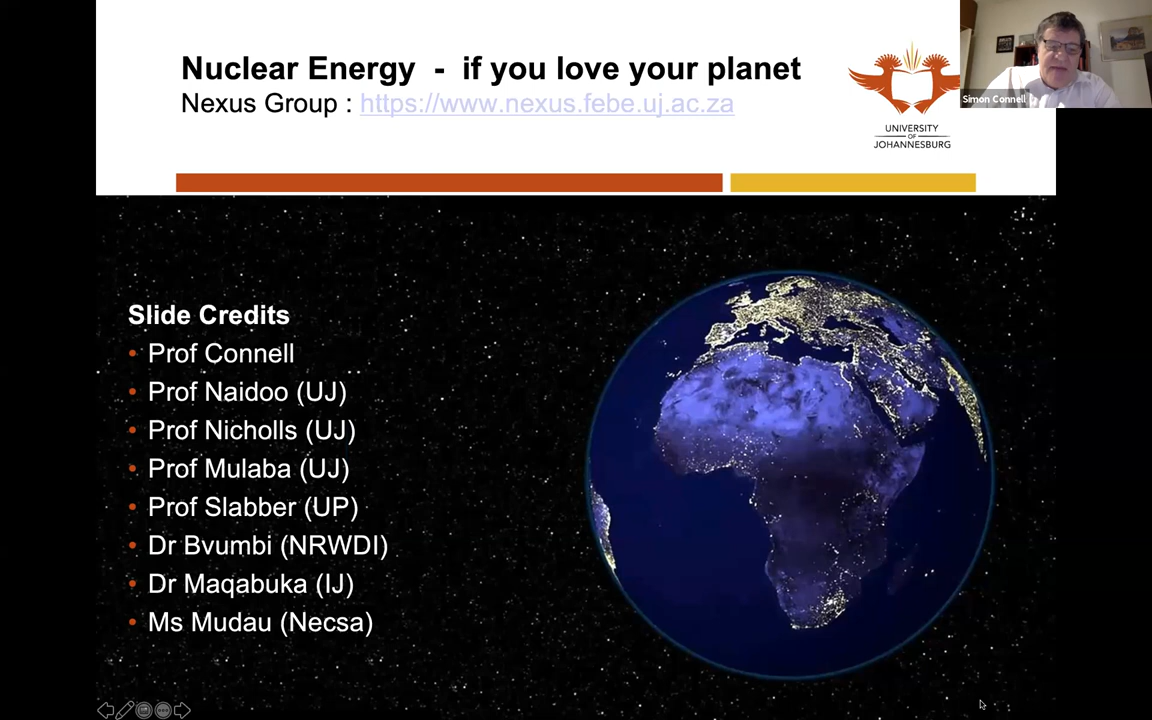 Nuclear Energy - if you love your planet
Nexus Group : https://www.nexus.febe.uj.ac.za
Simon Connell
UNIVERSITY
OF
JOHANNESBURG
Slide Credits
• Prof Connell
• Prof Naidoo (UJ)
• Prof Nicholls (UJ)
• Prof Mulaba (UJ)
• Prof Slabber (UP)
• Dr Bvumbi (NRWDI)
• Dr Maqabuka (IJ)
• Ms Mudau (Necsa)